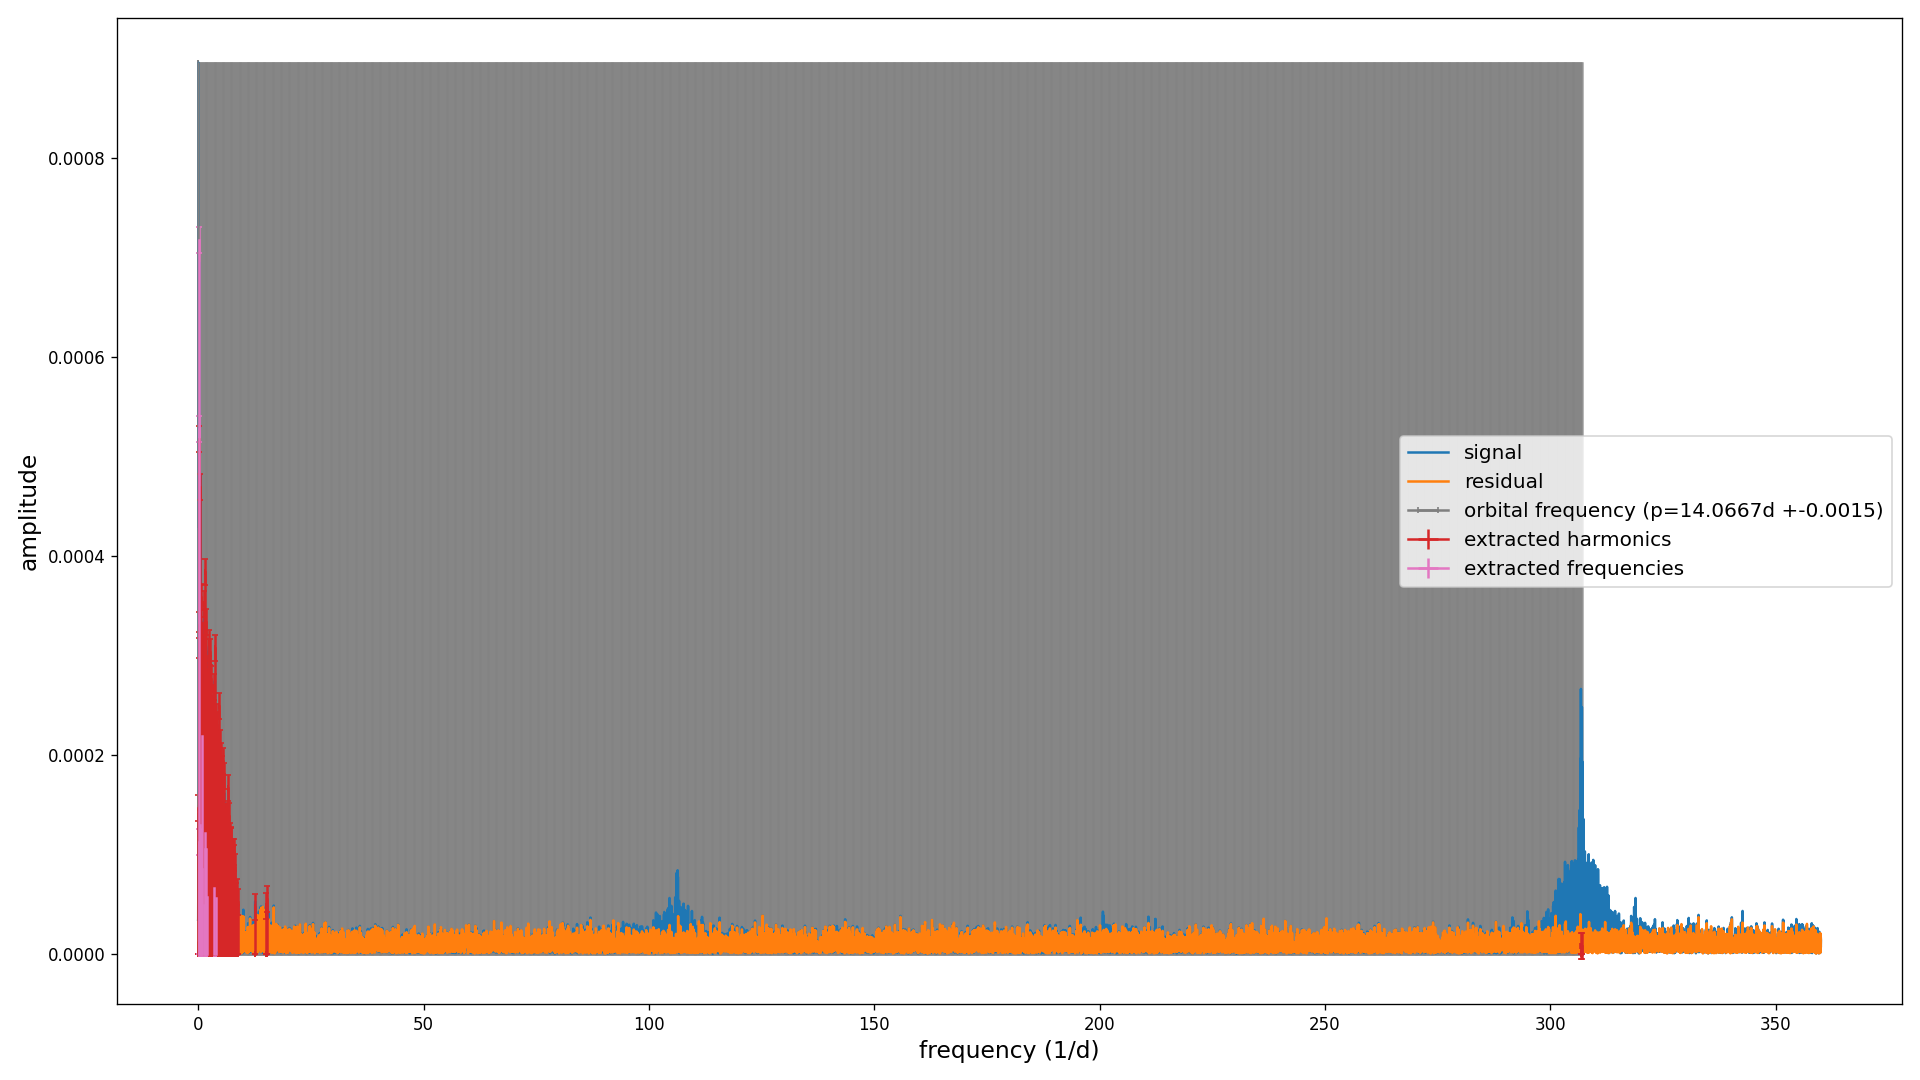 0.0008
0.0006
0.0004
0.0002
0.0000
amplitude
signal
residual
orbital frequency (p=14.0667d +-0.0015)
extracted harmonics
extracted frequencies
0 50 100 150 200 250 300 350
frequency (1/d)